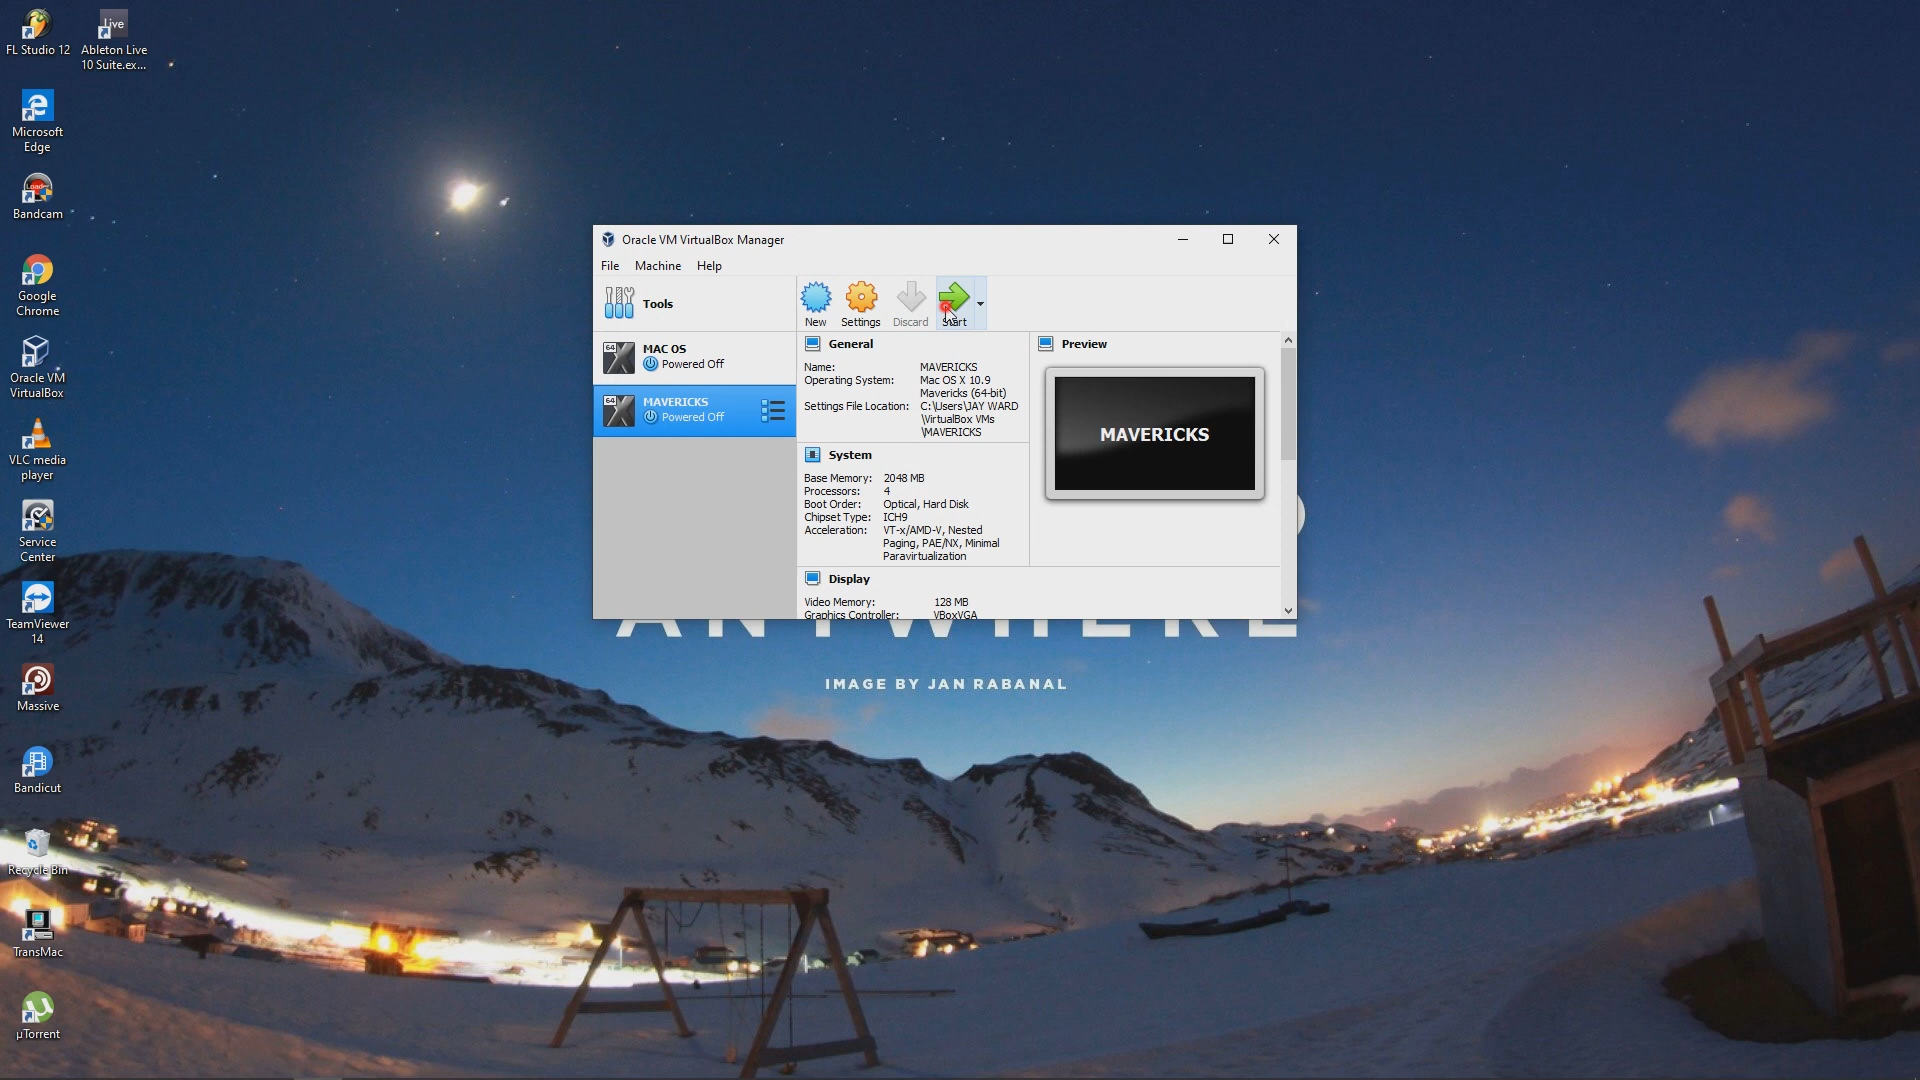 FL Studio 12
Live
Ableton Live
10 Suite.ex...
Microsoft
Edge
Loader
Bandcam
Google
Chrome
Oracle VM
VirtualBox
VLC media
player
Service
Center
TeamViewer
14
Massive
Bandicut
Recycle Bin
TransMac
µTorrent
Oracle VM VirtualBox Manager
File Machine Help
Tools
New Settings Discard Start
64
MAC OS
Powered Off
64
MAVERICKS
Powered Off
General
Name: MAVERICKS
Operating System: Mac OS X 10.9
Mavericks (64-bit)
Settings File Location: C:\Users\JAY WARD
\VirtualBox VMs
\MAVERICKS
System
Base Memory: 2048 MB
Processors: 4
Boot Order: Optical, Hard Disk
Chipset Type: ICH9
Acceleration: VT-x/AMD-V, Nested
Paging, PAE/NX, Minimal
Paravirtualization
Display
Video Memory: 128 MB
Graphics Controller: VBoxVGA
Preview
MAVERICKS
ANYWHERE
IMAGE BY JAN RABANAL